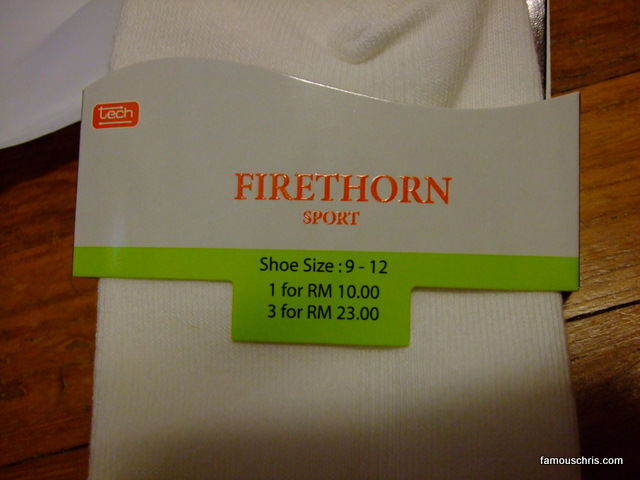 tech
FIRETHORN
SPORT
Shoe Size : 9 - 12
1 for RM 10.00
3 for RM 23.00
famouschris.com